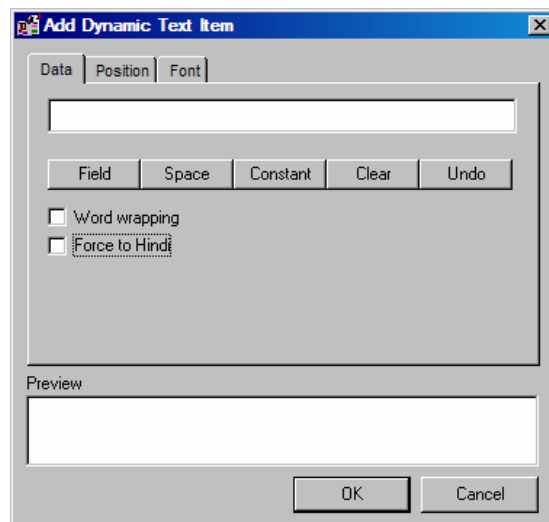 Add Dynamic Text Item
Data Position Font
Field Space Constant Clear Undo
Word wrapping
Force to Hindi
Preview
OK Cancel